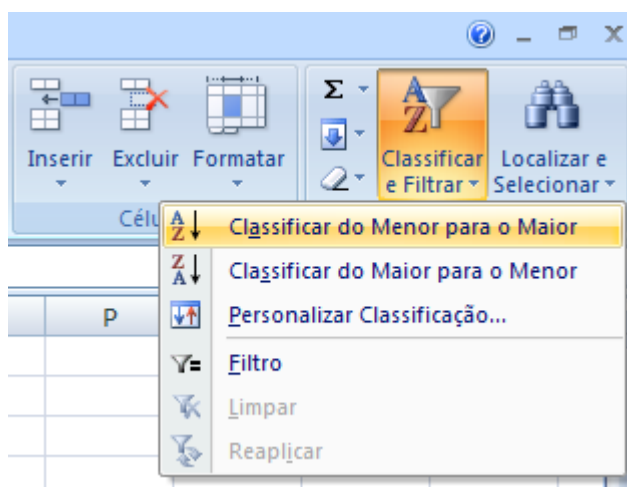 Inserir Excluir Formatar
Σ
Classificar e Filtrar
Localizar e Selecionar
Célu
Classificar do Menor para o Maior
Classificar do Maior para o Menor
Personalizar Classificação...
Filtro
Limpar
Reaplicar
P